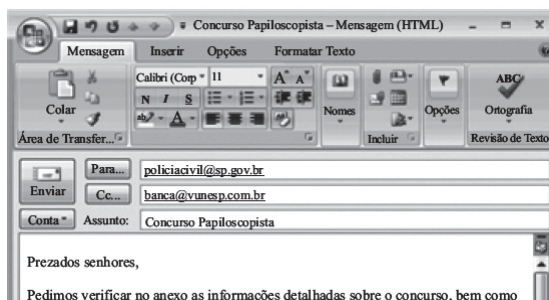 Concurso Papiloscopista – Mensagem (HTML)
Mensagem Inserir Opções Formatar Texto
Calibri (Corp 11 A A
Colar N I S Nomes Opções ABC Ortografia
ab A
Área de Transfer... Incluir Revisão de Texto
Para... policiacivil@sp.gov.br
Enviar Cc... banca@vunesp.com.br
Conta Assunto: Concurso Papiloscopista
Prezados senhores,
Pedimos verificar no anexo as informações detalhadas sobre o concurso, bem como